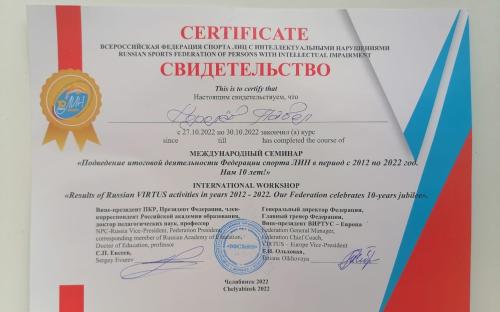 CERTIFICATE
ВСЕРОССИЙСКАЯ ФЕДЕРАЦИЯ СПОРТА ЛИЦ С ИНТЕЛЛЕКТУАЛЬНЫМИ НАРУШЕНИЯМИ
RUSSIAN SPORTS FEDERATION OF PERSONS WITH INTELLECTUAL IMPAIRMENT
СВИДЕТЕЛЬСТВО
This is to certify that
Настоящим свидетельствуем, что
Павел
с 27.10.2022 по 30.10.2022 закончил (а) курс
since till has completed the course of
МЕЖДУНАРОДНЫЙ СЕМИНАР
«Подведение итоговой деятельности Федерации спорта ЛИН в период с 2012 по 2022 год.
Нам 10 лет!»
INTERNATIONAL WORKSHOP
«Results of Russian VIRTUS activities in years 2012 - 2022. Our Federation celebrates 10-years jubilee».
Вице-президент ПКР, Президент Федерации, член-
корреспондент Российской академии образования,
доктор педагогических наук, профессор
NPC-Russia Vice-President, Federation President,
corresponding member of Russian Academy of Education,
Doctor of Education, professor
С.П. Евсеев
Sergey Evseev
Генеральный директор Федерации,
Главный тренер Федерации,
Вице-президент ВИРТУС – Европа
Federation General Manager,
Federation Chief Coach,
VIRTUS – Europe Vice-President
Е.И. Ольховая
Tatiana Olkhovaya
Челябинск 2022
Chelyabinsk 2022